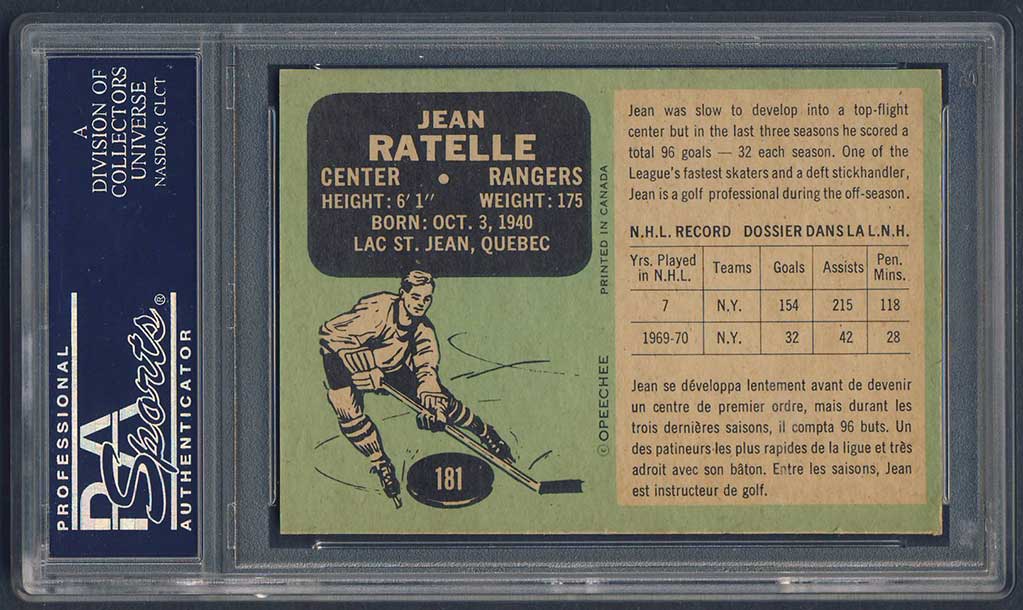 A
DIVISION OF
COLLECTORS
UNIVERSE
NASDAQ: CLCT
PROFESSIONAL
PSA
Sports®
AUTHENTICATOR
JEAN
RATELLE
CENTER • RANGERS
HEIGHT: 6' 1" WEIGHT: 175
BORN: OCT. 3, 1940
LAC ST. JEAN, QUEBEC
181
PRINTED IN CANADA
© OPEECHEE
Jean was slow to develop into a top-flight
center but in the last three seasons he scored a
total 96 goals — 32 each season. One of the
League's fastest skaters and a deft stickhandler,
Jean is a golf professional during the off-season.
N.H.L. RECORD DOSSIER DANS LA L.N.H.
Yrs. Played in N.H.L. Teams Goals Assists Pen. Mins.
7 N.Y. 154 215 118
1969-70 N.Y. 32 42 28
Jean se développa lentement avant de devenir
un centre de premier ordre, mais durant les
trois dernières saisons, il compta 96 buts. Un
des patineurs les plus rapides de la ligue et très
adroit avec son bâton. Entre les saisons, Jean
est instructeur de golf.